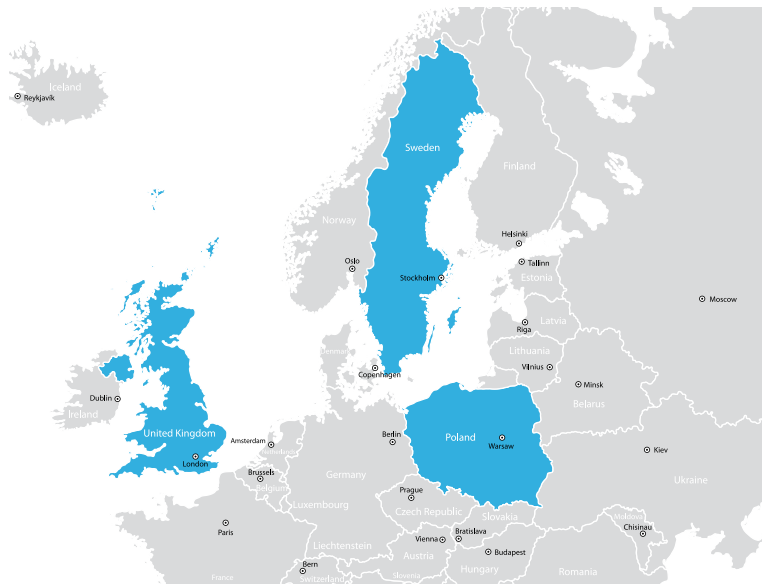 Iceland
Reykjavík
Sweden
Finland
Norway
Helsinki
Oslo
Tallinn
Stockholm
Estonia
Moscow
Riga
Latvia
Denmark
Lithuania
Copenhagen
Vilnius
Minsk
Dublin
Belarus
Ireland
United Kingdom
Amsterdam
Netherlands
Berlin
Poland
Warsaw
Kiev
London
Brussels
Belgium
Germany
Ukraine
Prague
Luxembourg
Czech Republic
Slovakia
Moldova
Paris
Chisinau
Vienna
Bratislava
Liechtenstein
Austria
Budapest
Bern
Hungary
Romania
France
Switzerland
Slovenia